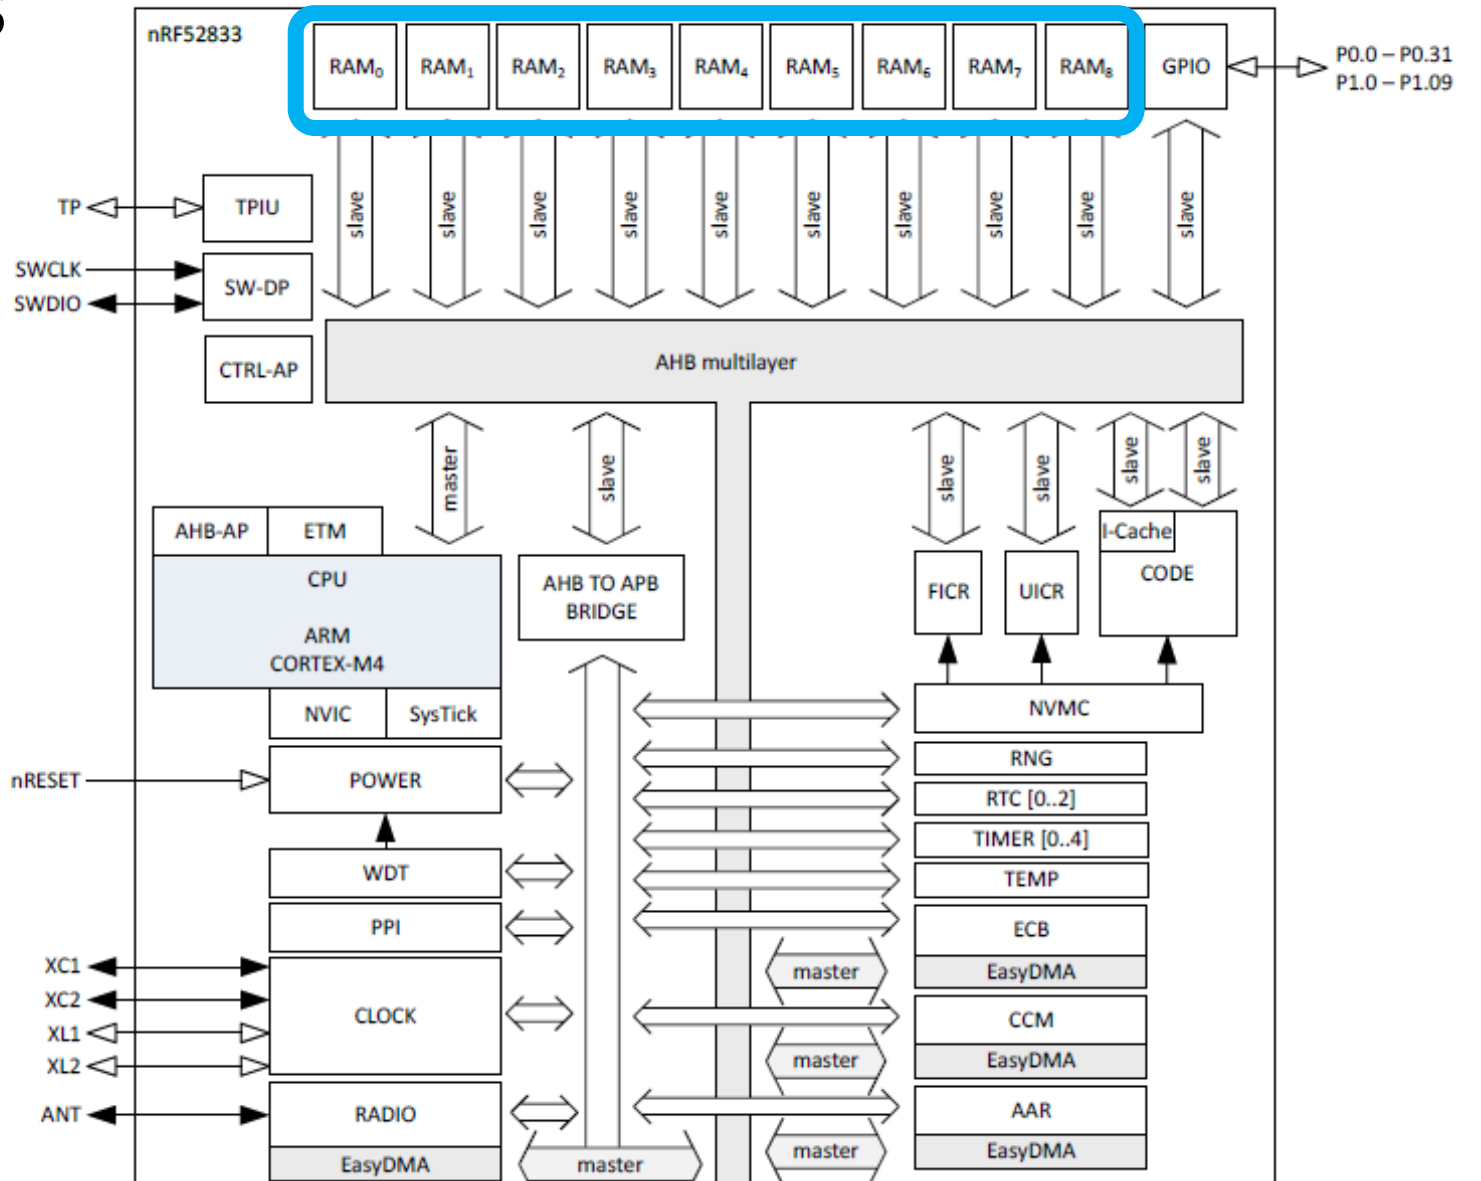 nRF52833
RAM₀ RAM₁ RAM₂ RAM₃ RAM₄ RAM₅ RAM₆ RAM₇ RAM₈ GPIO
P0.0 – P0.31
P1.0 – P1.09
slave slave slave slave slave slave slave slave slave slave
TP TPIU
SWCLK
SW-DP
SWDIO
CTRL-AP
AHB multilayer
master slave slave slave slave slave
AHB-AP ETM
I-Cache
CPU
AHB TO APB
BRIDGE
FICR UICR CODE
ARM
CORTEX-M4
NVIC SysTick
NVMC
RNG
nRESET POWER
RTC [0..2]
TIMER [0..4]
WDT
TEMP
PPI
ECB
XC1
master EasyDMA
XC2
CLOCK
CCM
XL1
XL2
master EasyDMA
ANT RADIO
AAR
EasyDMA master
master EasyDMA